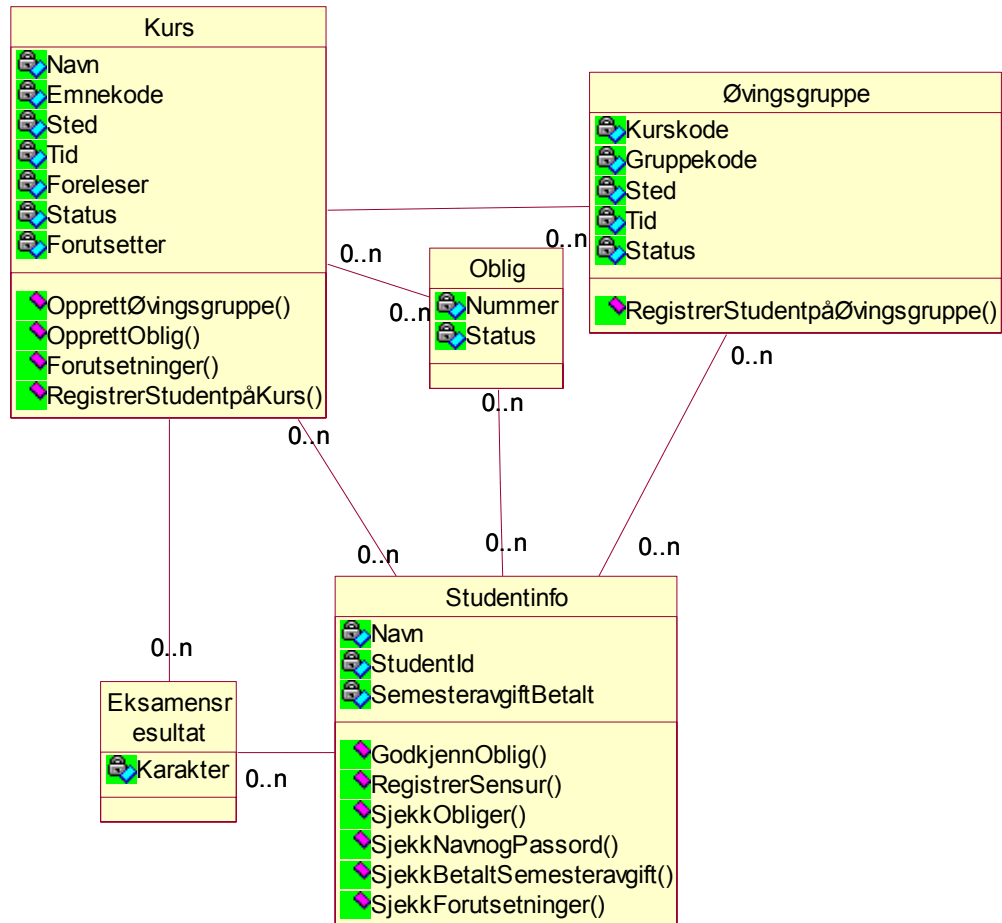 Kurs
Navn
Emnekode
Sted
Tid
Foreleser
Status
Forutsetter
OpprettØvingsgruppe()
OpprettOblig()
Forutsetninger()
RegistrerStudentpåKurs()
Øvingsgruppe
Kurskode
Gruppekode
Sted
Tid
Status
RegistrerStudentpåØvingsgruppe()
0..n
0..n
0..n
Oblig
Nummer
Status
0..n
0..n
0..n
0..n
0..n
0..n
0..n
Studentinfo
Navn
StudentId
SemesteravgiftBetalt
GodkjennOblig()
RegistrerSensur()
SjekkObliger()
SjekkNavnogPassord()
SjekkBetaltSemesteravgift()
SjekkForutsetninger()
0..n
Eksamensr
esultat
Karakter
0..n